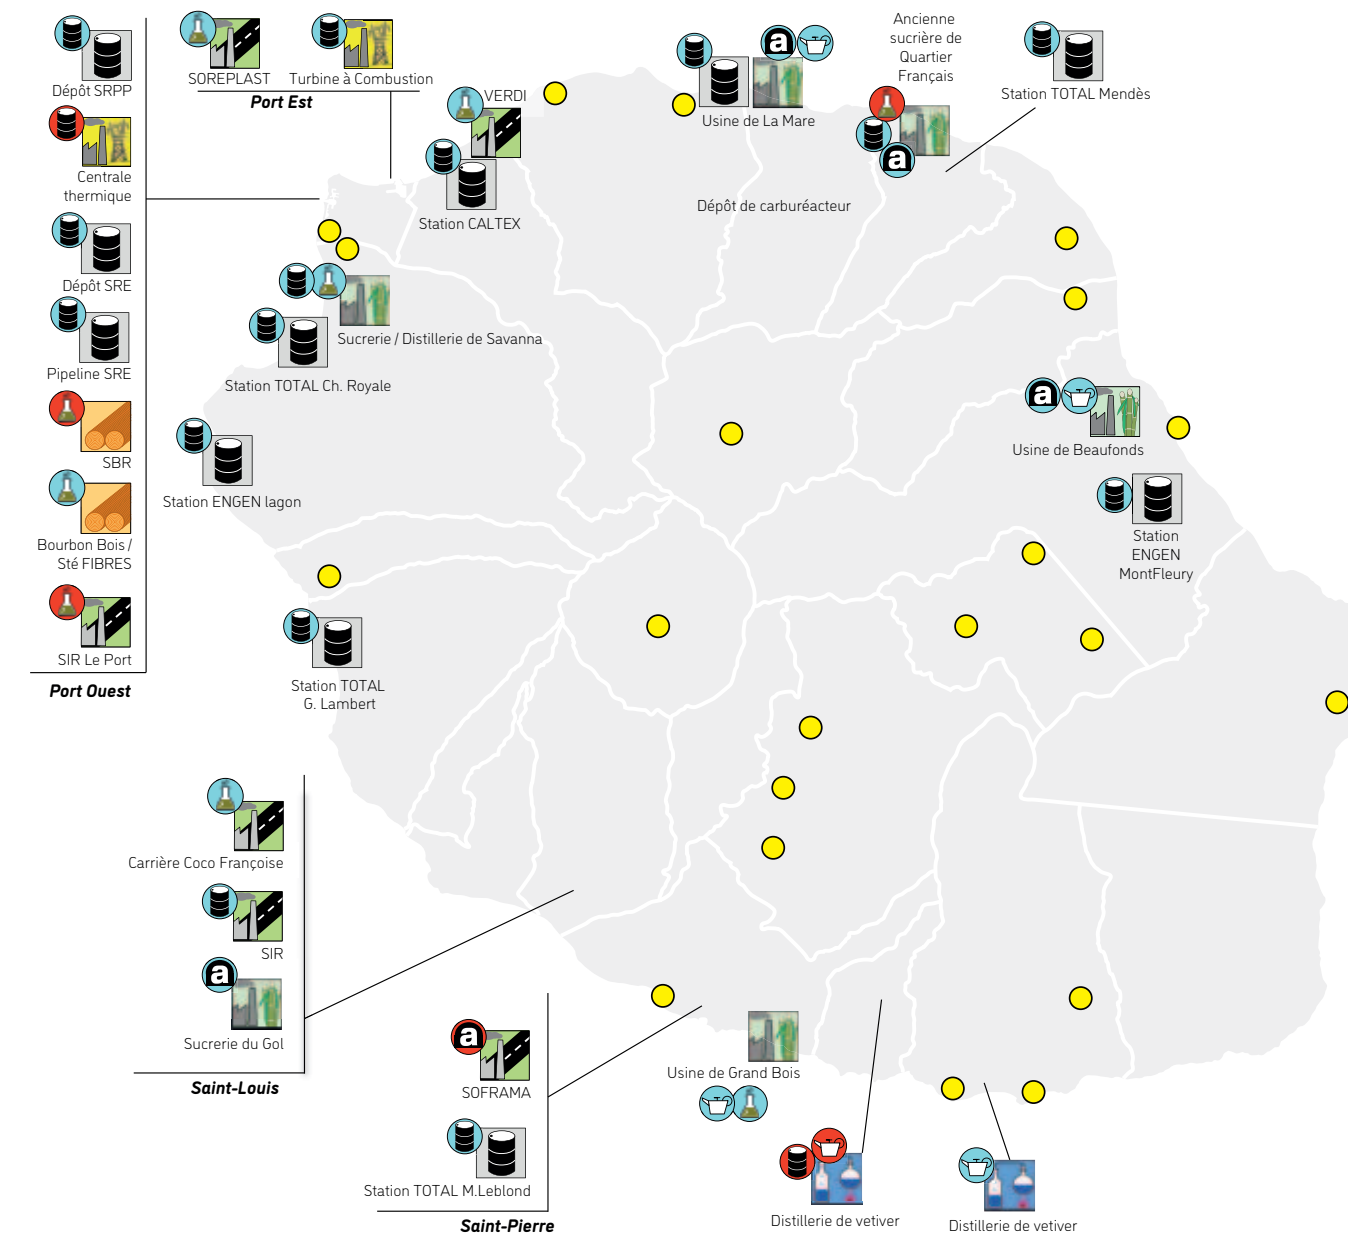 Dépôt SRPP
Centrale
thermique
Dépôt SRE
Pipeline SRE
SBR
Bourbon Bois /
Sté FIBRES
SIR Le Port
Port Ouest
SOREPLAST
Turbine à Combustion
Port Est
VERDI
Station CALTEX
Usine de La Mare
Ancienne
sucrière de
Quartier
Français
a
a
Station TOTAL Mendès
Dépôt de carburéacteur
Sucrerie / Distillerie de Savanna
Station TOTAL Ch. Royale
Station ENGEN lagon
a
Usine de Beaufonds
Station
ENGEN
MontFleury
Station TOTAL
G. Lambert
Carrière Coco Françoise
SIR
a
Sucrerie du Gol
Saint-Louis
a
SOFRAMA
Station TOTAL M.Leblond
Saint-Pierre
Usine de Grand Bois
Distillerie de vetiver
Distillerie de vetiver